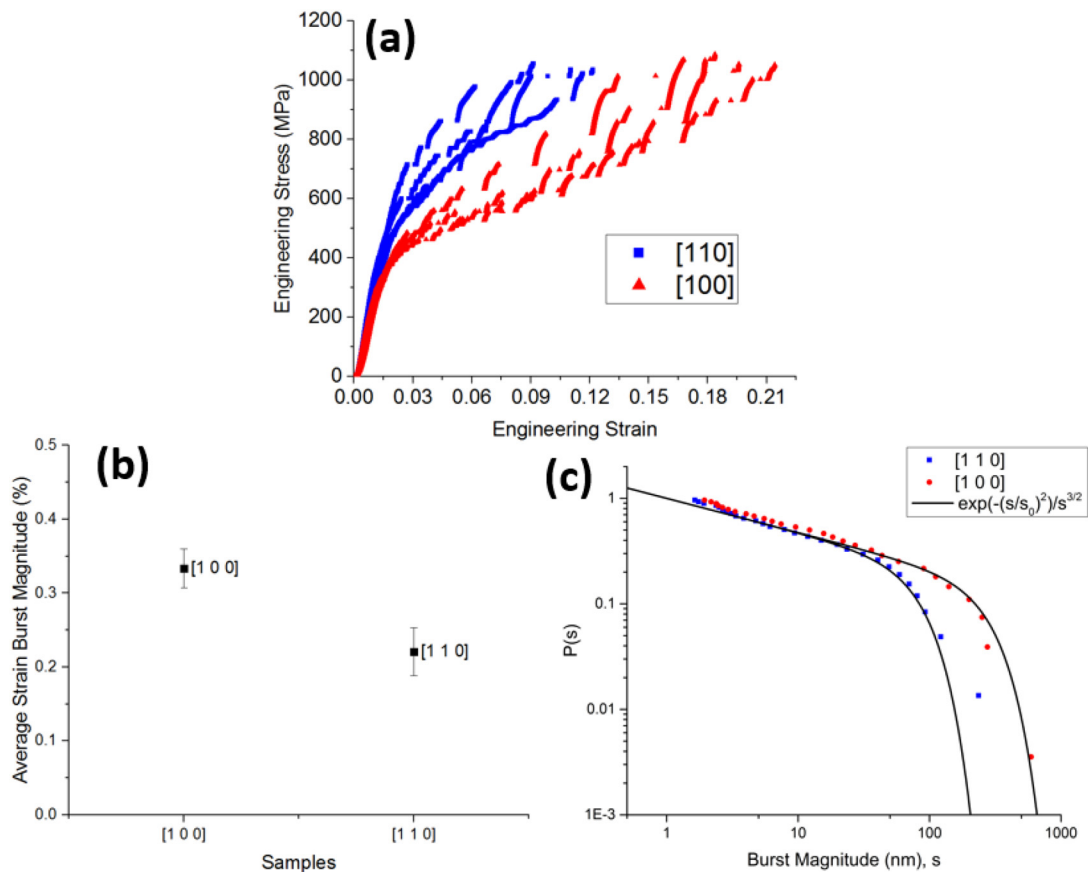 (a)
1200
1000
800
600
400
200
0
Engineering Stress (MPa)
[110]
[100]
0.00 0.03 0.06 0.09 0.12 0.15 0.18 0.21
Engineering Strain
(b)
0.5
0.4
0.3
0.2
0.1
0.0
Average Strain Burst Magnitude (%)
[1 0 0]
[1 1 0]
[1 0 0] [1 1 0]
Samples
(c)
[1 1 0]
[1 0 0]
exp(-(s/s₀)²)/s³ᐟ²
1
0.1
0.01
1E-3
P(s)
1 10 100 1000
Burst Magnitude (nm), s